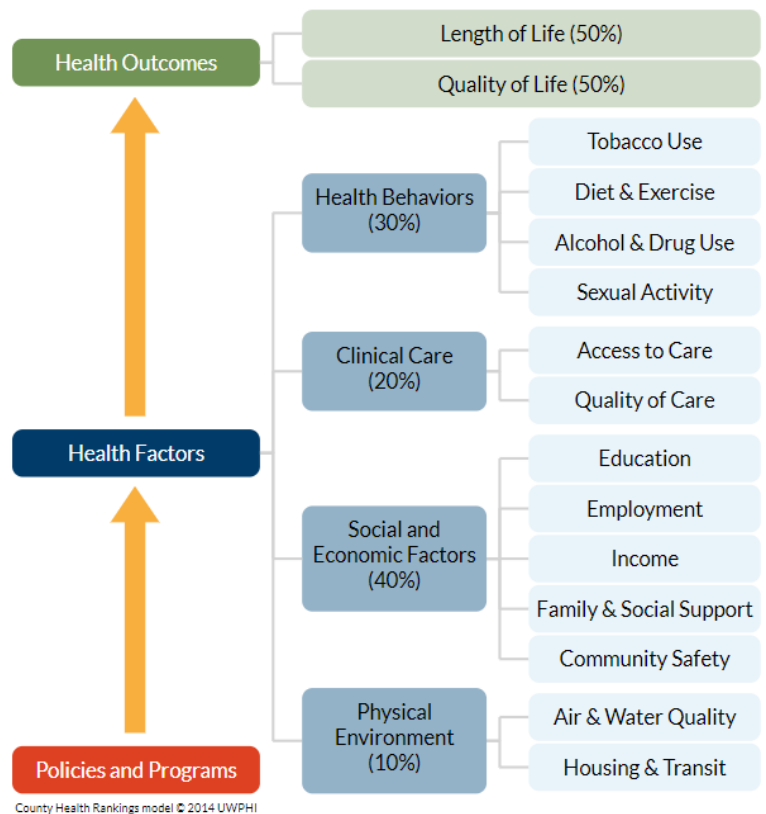 Health Outcomes
Length of Life (50%)
Quality of Life (50%)
Health Factors
Health Behaviors
(30%)
Tobacco Use
Diet & Exercise
Alcohol & Drug Use
Sexual Activity
Clinical Care
(20%)
Access to Care
Quality of Care
Social and
Economic Factors
(40%)
Education
Employment
Income
Family & Social Support
Community Safety
Physical
Environment
(10%)
Air & Water Quality
Housing & Transit
Policies and Programs
County Health Rankings model © 2014 UWPHI